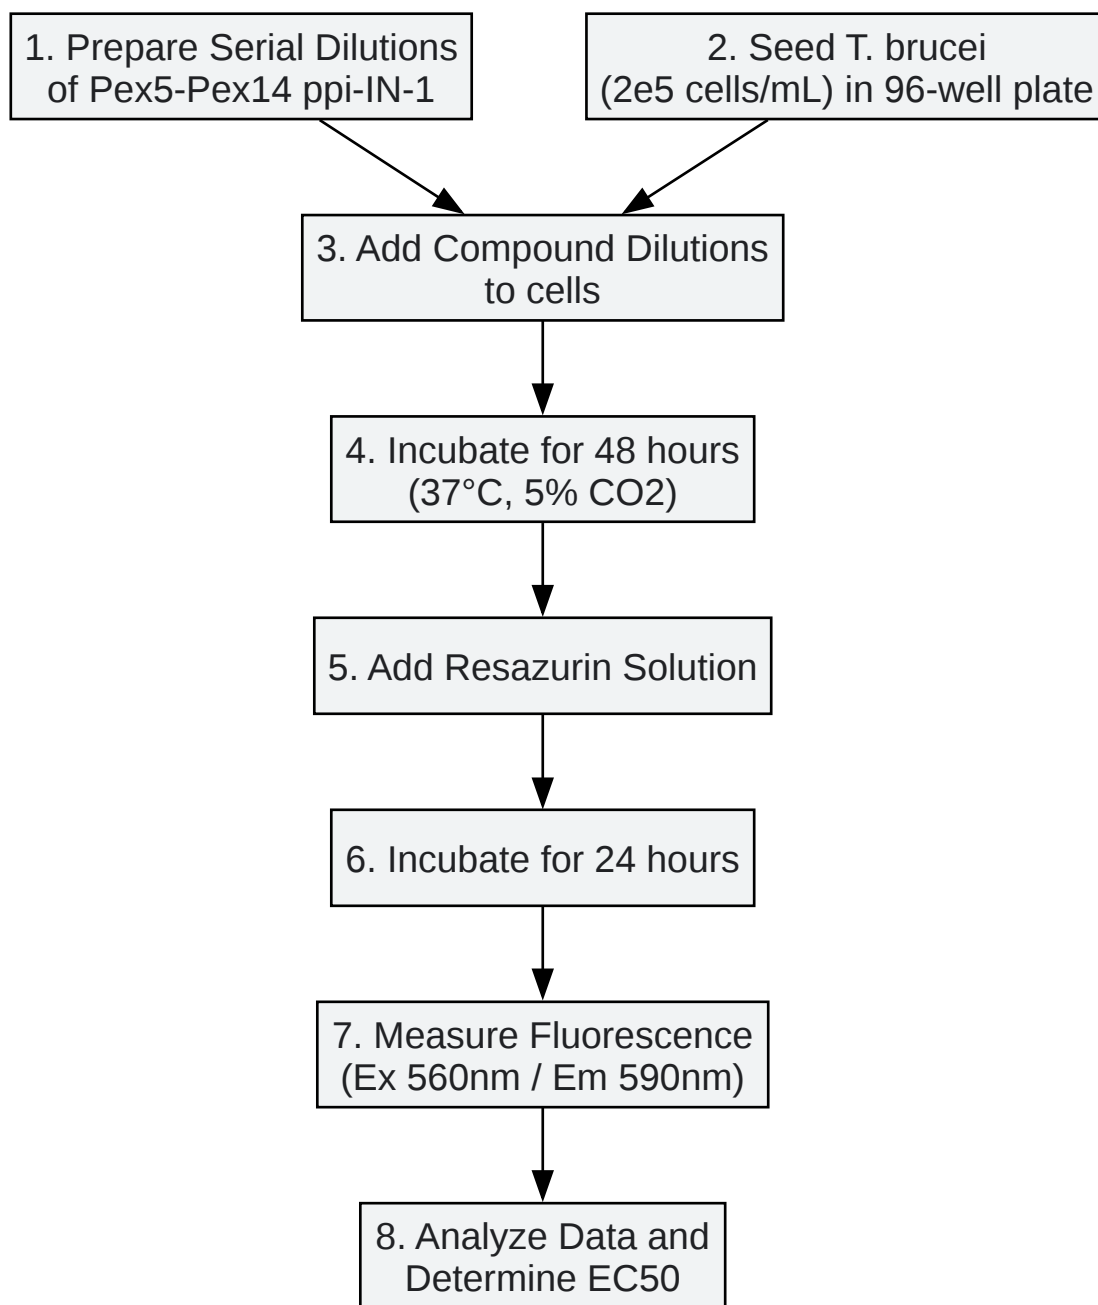 1. Prepare Serial Dilutions
of Pex5-Pex14 ppi-IN-1
2. Seed T. brucei
(2e5 cells/mL) in 96-well plate
3. Add Compound Dilutions
to cells
4. Incubate for 48 hours
(37°C, 5% CO2)
5. Add Resazurin Solution
6. Incubate for 24 hours
7. Measure Fluorescence
(Ex 560nm / Em 590nm)
8. Analyze Data and
Determine EC50